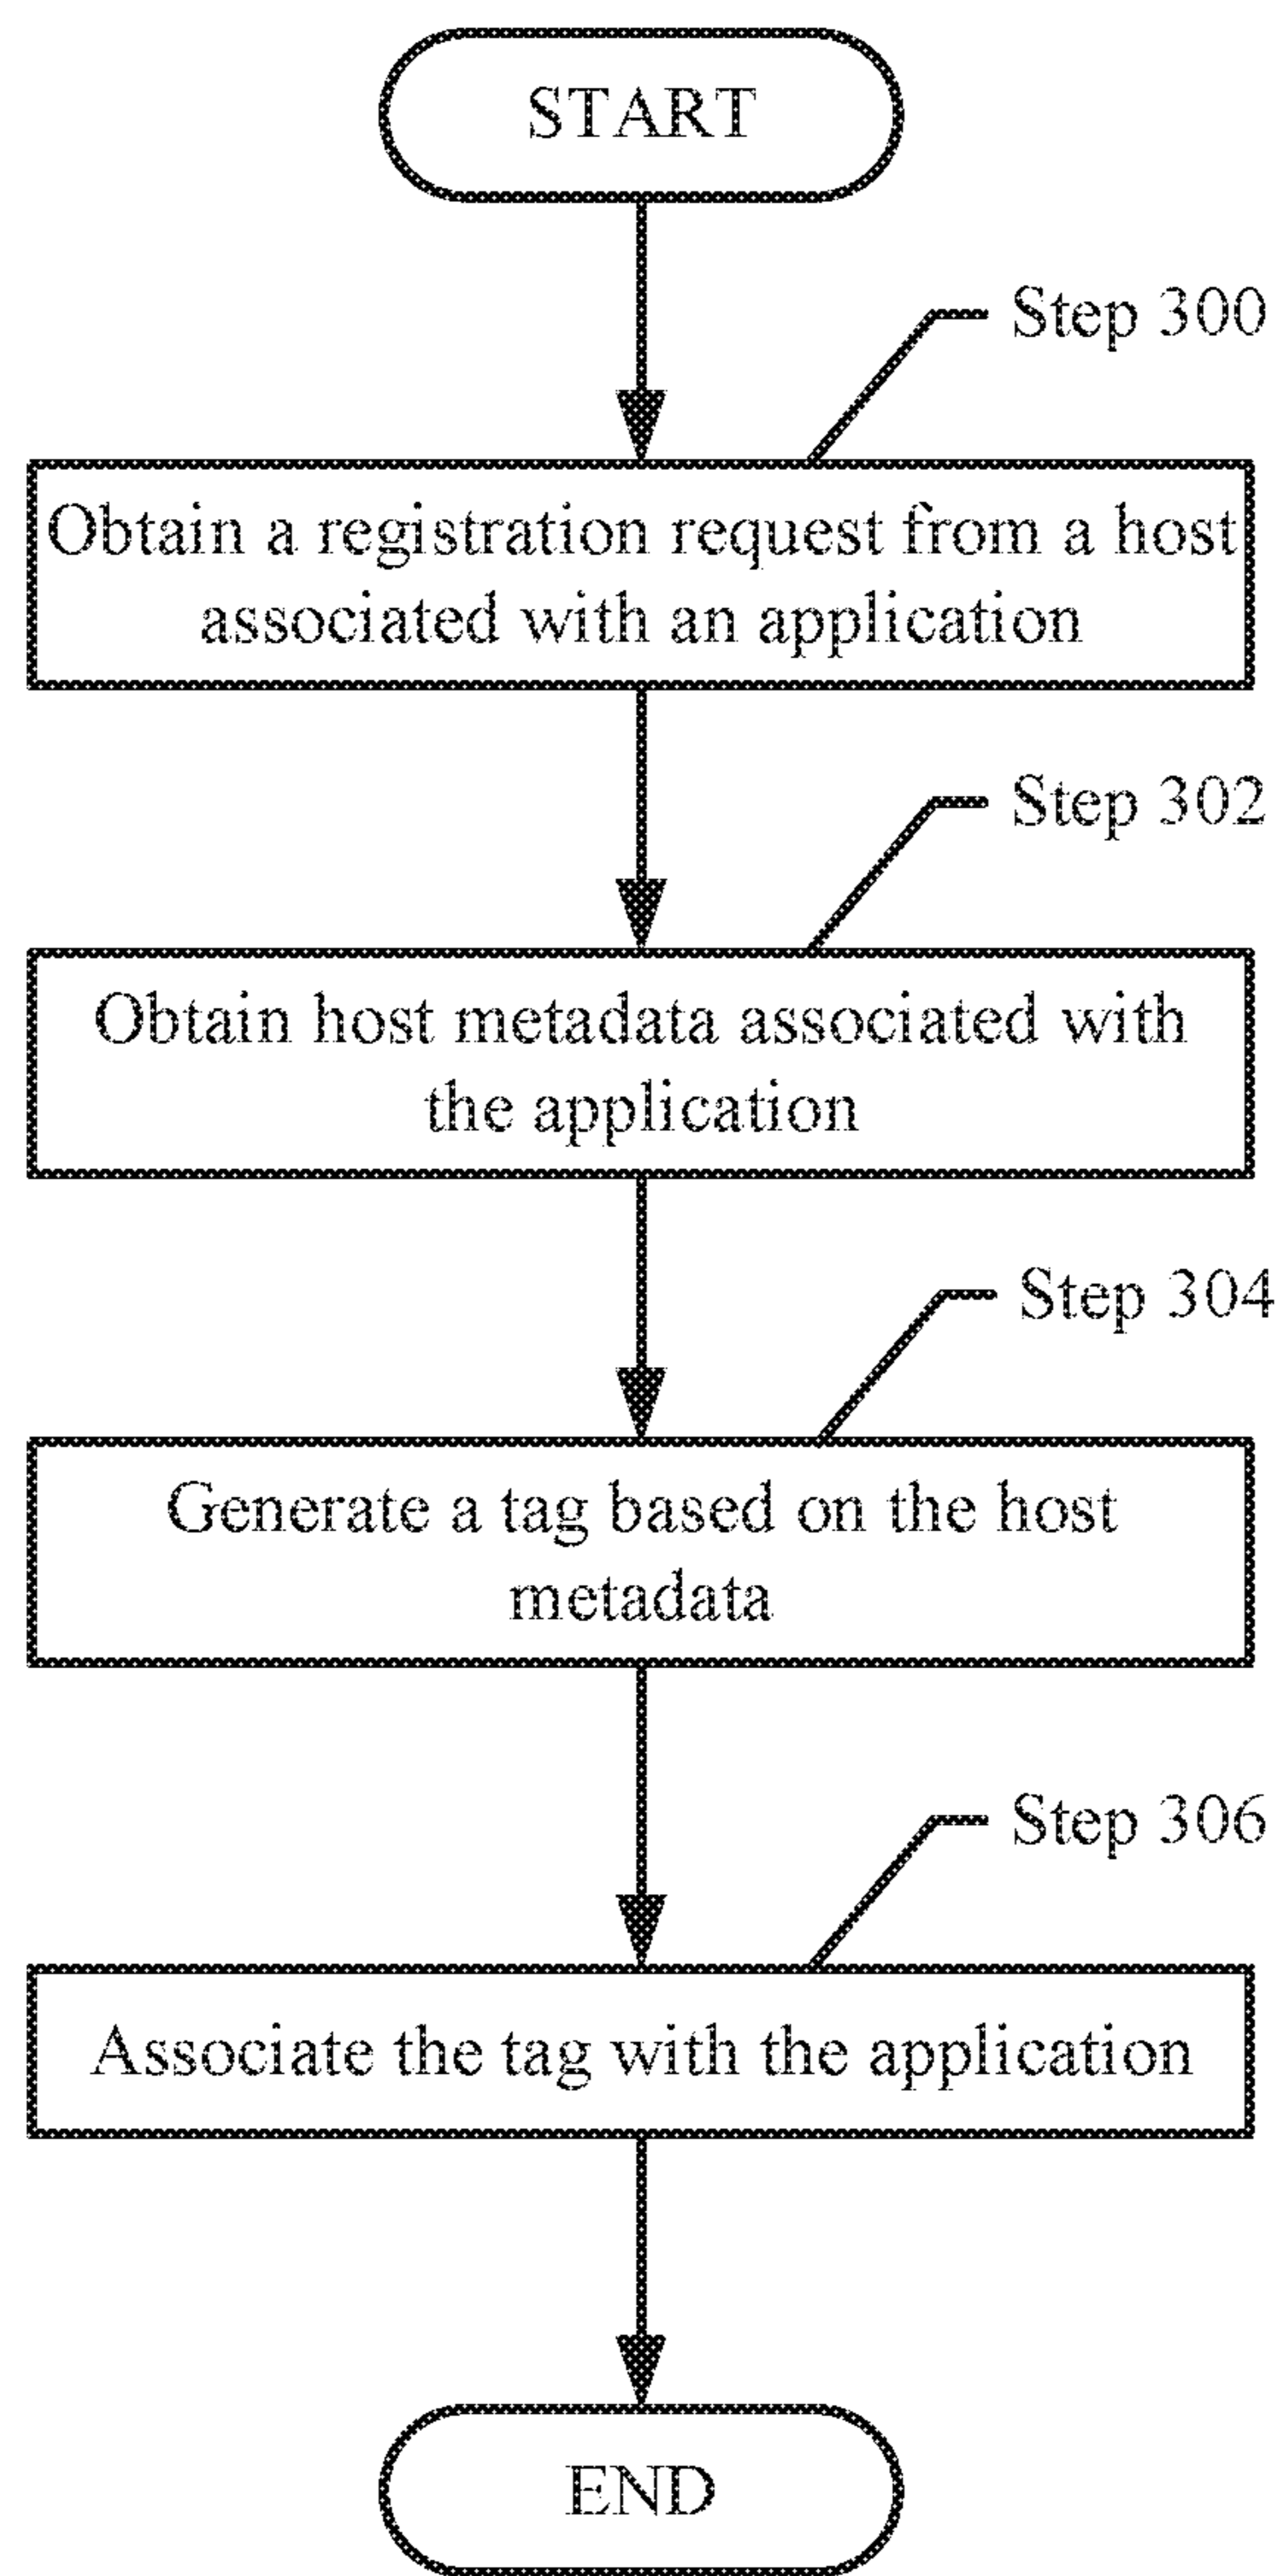 START
Step 300
Obtain a registration request from a host
associated with an application
Step 302
Obtain host metadata associated with
the application
Step 304
Generate a tag based on the host
metadata
Step 306
Associate the tag with the application
END